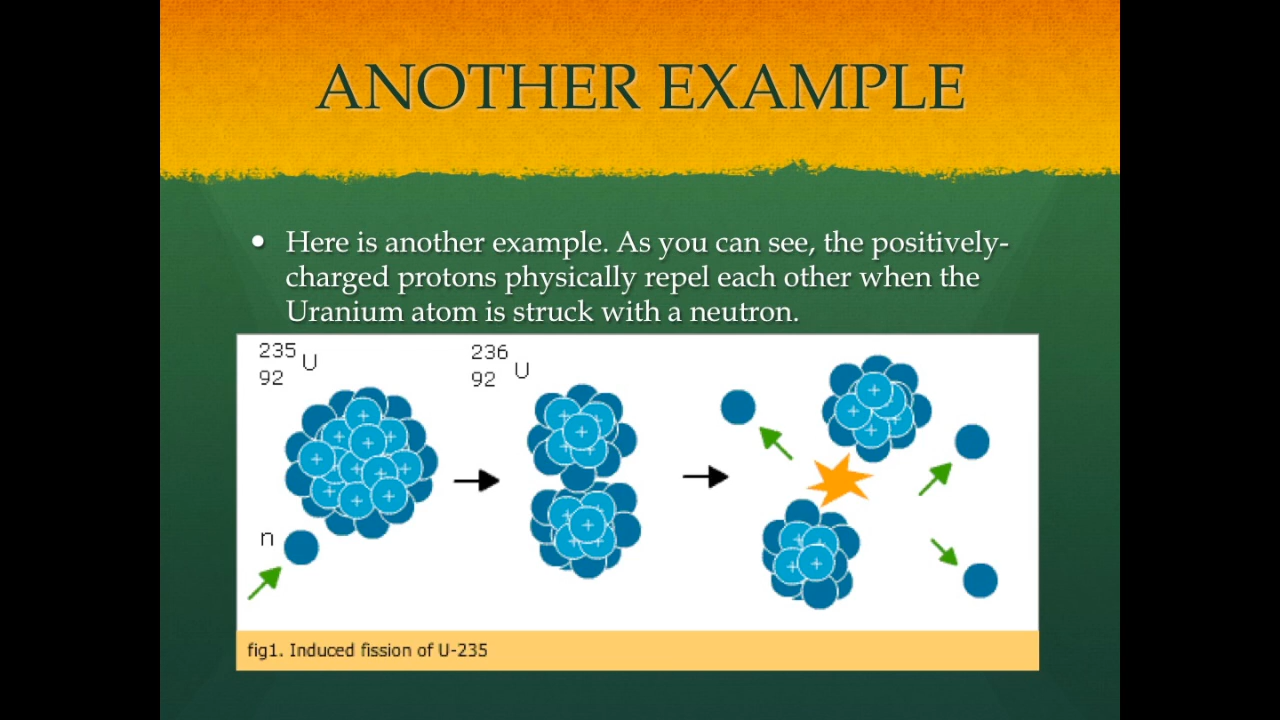 ANOTHER EXAMPLE
• Here is another example. As you can see, the positively-
charged protons physically repel each other when the
Uranium atom is struck with a neutron.
235
92 U
236
92 U
n
fig1. Induced fission of U-235